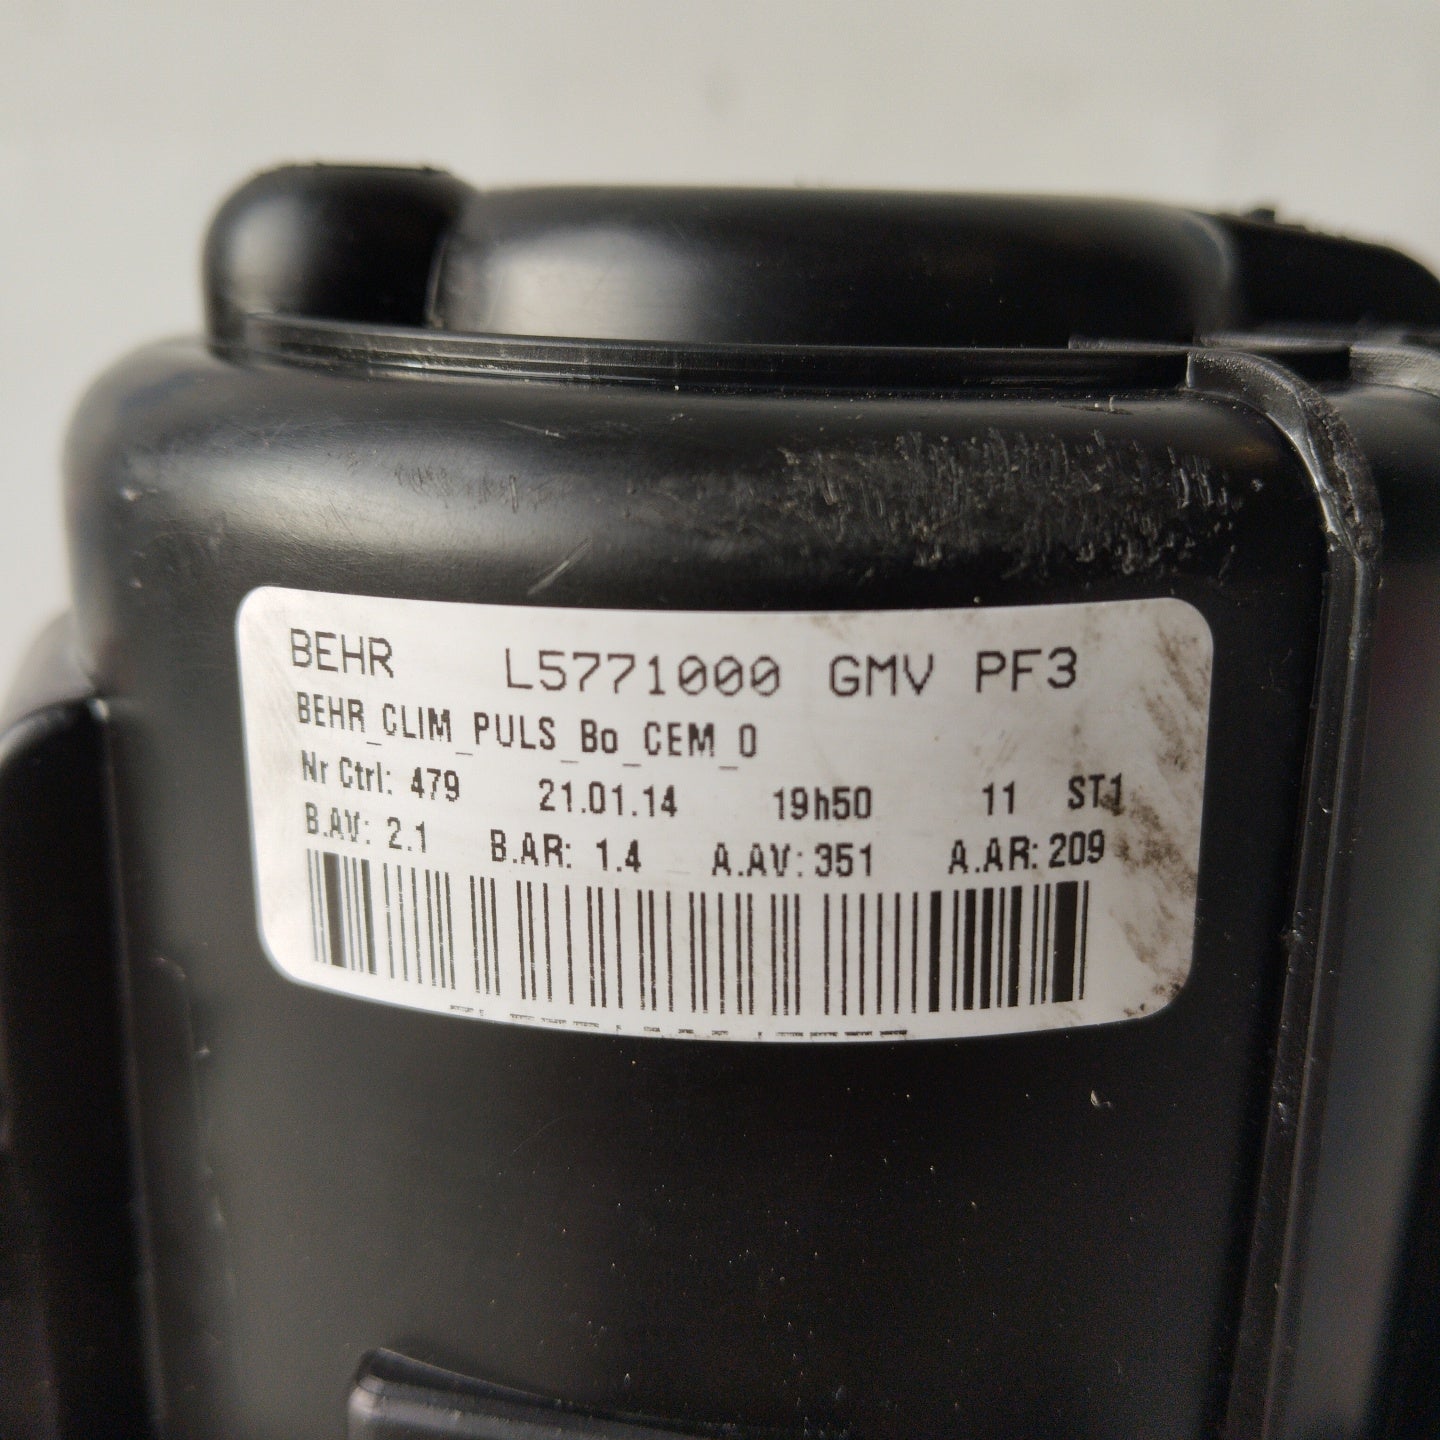 BEHR L5771000 GMV PF3
BEHR_CLIM_PULS_Bo_CEM_O
Nr Ctrl: 479 21.01.14 19h50 11 ST1
B.AV: 2.1 B.AR: 1.4 A.AV: 351 A.AR: 209